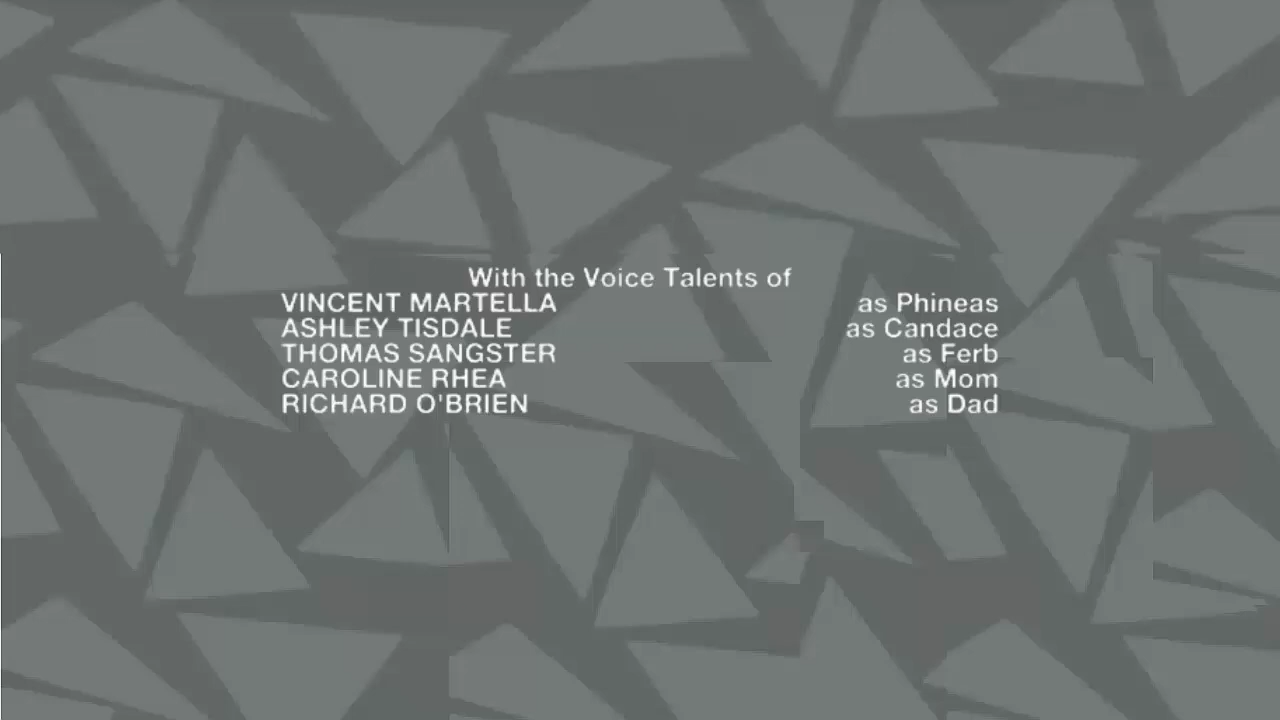 With the Voice Talents of
VINCENT MARTELLA as Phineas
ASHLEY TISDALE as Candace
THOMAS SANGSTER as Ferb
CAROLINE RHEA as Mom
RICHARD O'BRIEN as Dad